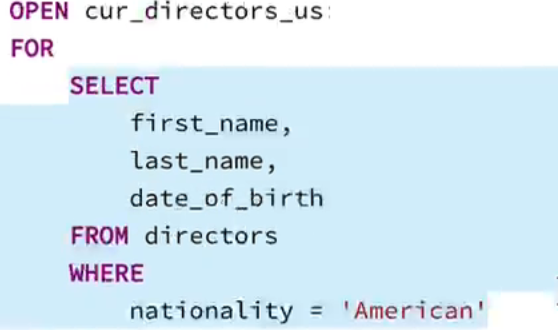 OPEN cur_directors_us
FOR
SELECT
first_name,
last_name,
date_of_birth
FROM directors
WHERE
nationality = 'American'